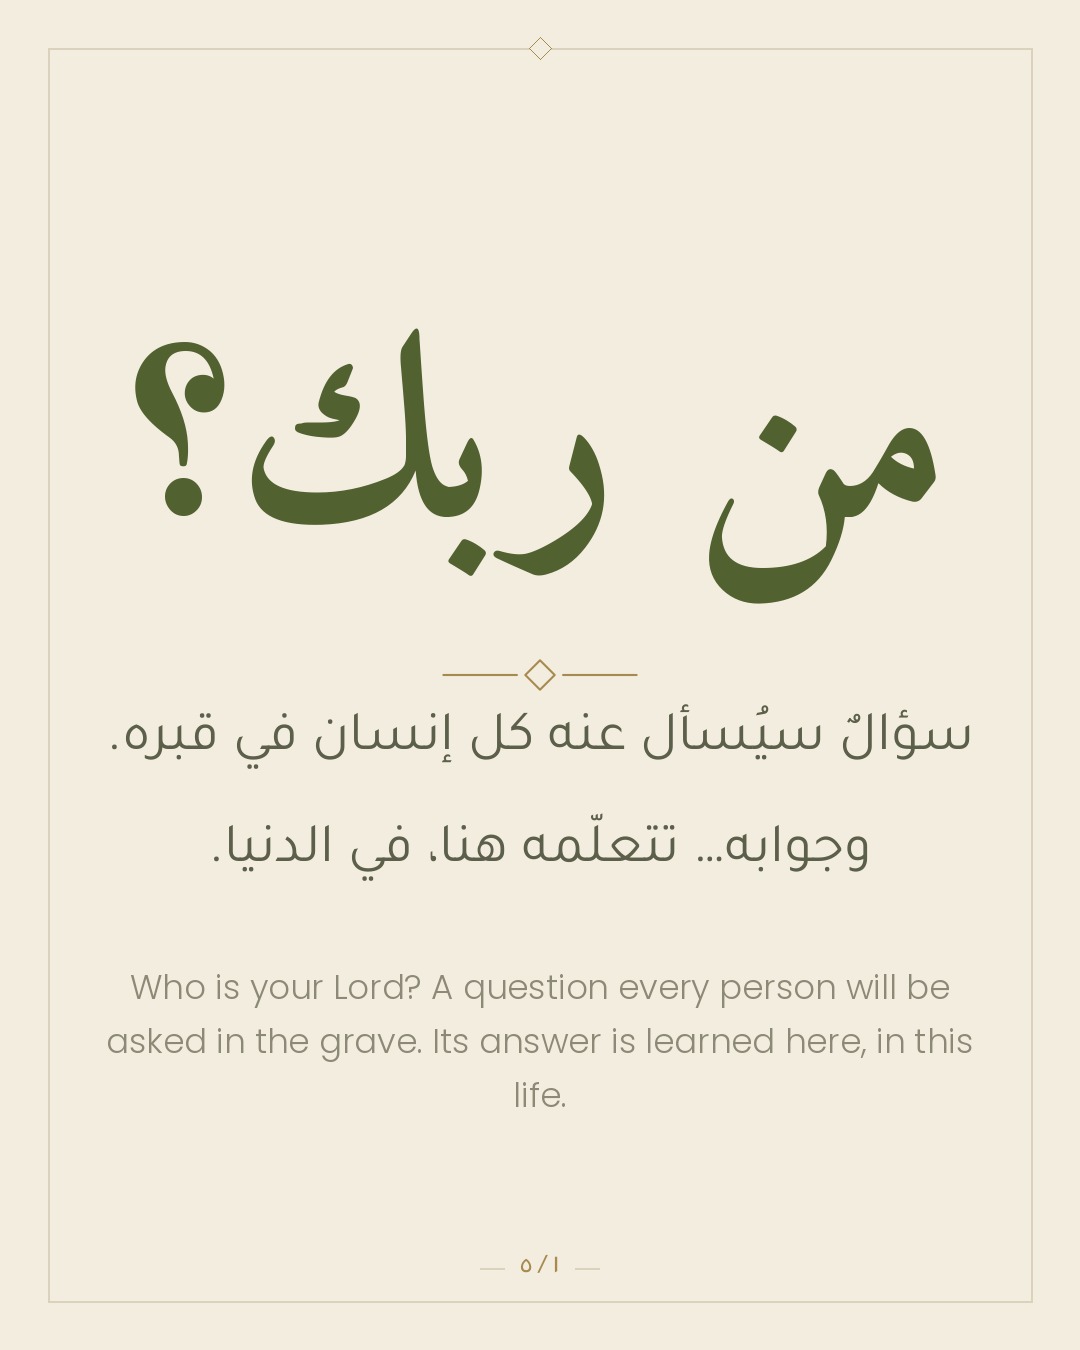 من ربك؟
سؤالٌ سيُسأل عنه كل إنسان في قبره.
وجوابه... تتعلّمه هنا، في الدنيا.
Who is your Lord? A question every person will be
asked in the grave. Its answer is learned here, in this
life.
١/٥